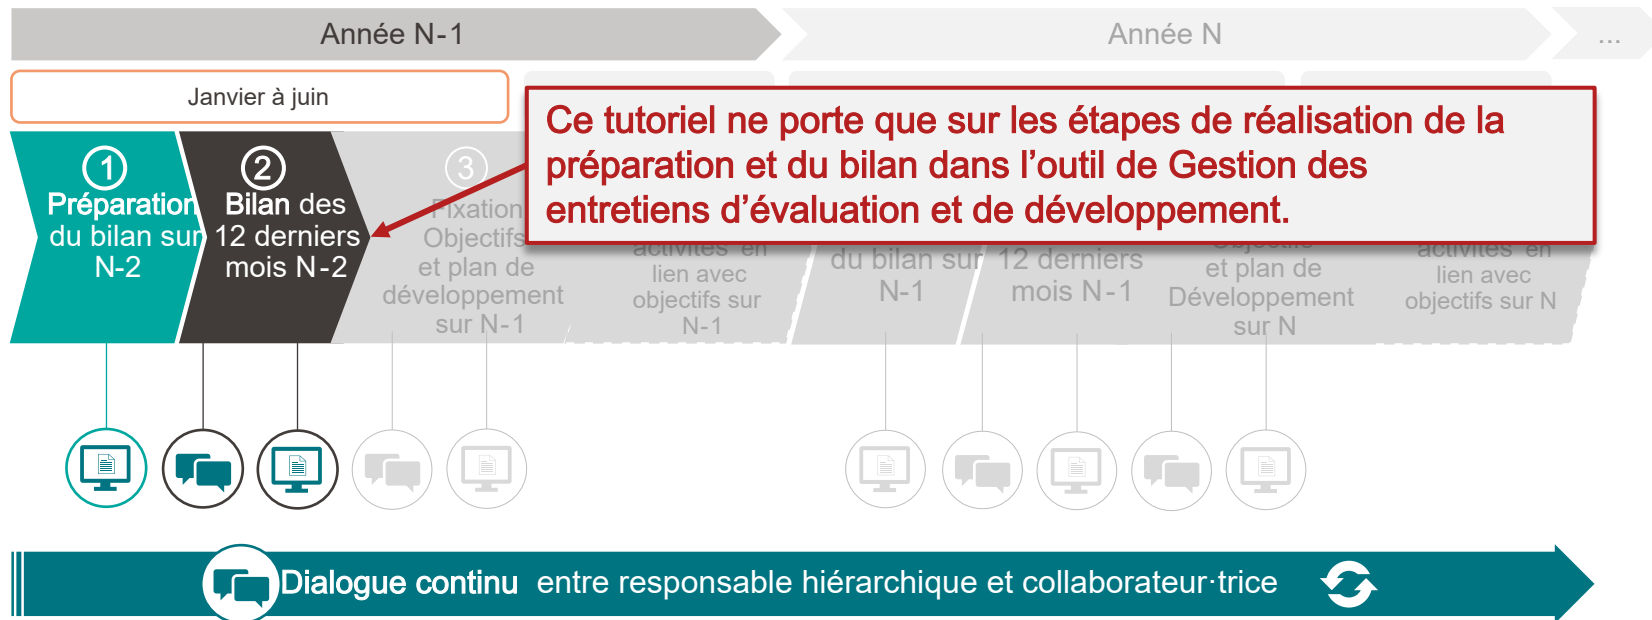 Année N-1
Année N
...
Janvier à juin
Ce tutoriel ne porte que sur les étapes de réalisation de la
préparation et du bilan dans l’outil de Gestion des
entretiens d’évaluation et de développement.
1
Préparation
du bilan sur
N-2
2
Bilan des
12 derniers
mois N-2
3
Fixation
Objectifs
et plan de
développement
sur N-1
activités en
lien avec
objectifs sur
N-1
du bilan sur
N-1
12 derniers
mois N-1
Objectifs
et plan de
Développement
sur N
activités en
lien avec
objectifs sur N
Dialogue continu entre responsable hiérarchique et collaborateur·trice